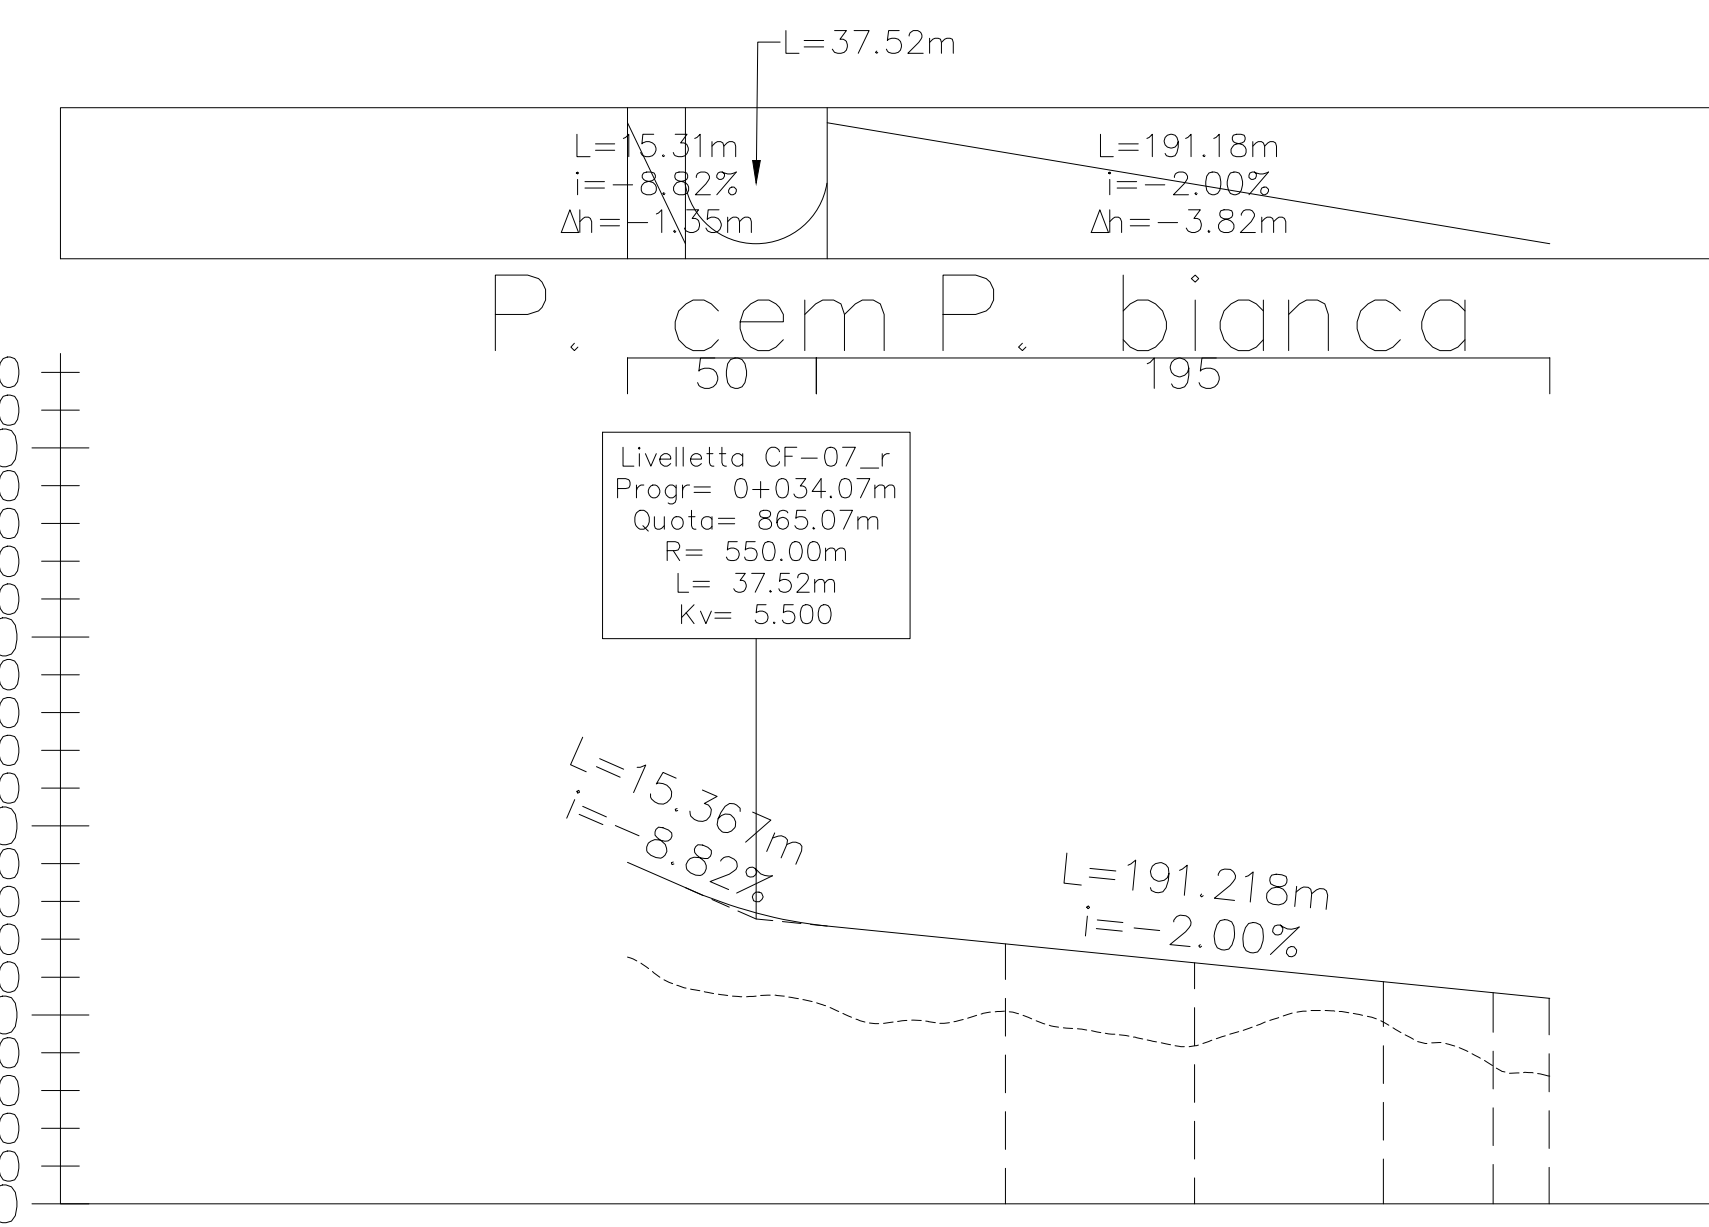 L=37.52m
L=15.31m
i=-8.82%
Δh=-1.35m
L=191.18m
i=-2.00%
Δh=-3.82m
P. cem P. bianca
50
195
Livelletta CF-07_r
Progr= 0+034.07m
Quota= 865.07m
R= 550.00m
L= 37.52m
Kv= 5.500
L=15.367m
i=-8.82%
L=191.218m
i=-2.00%